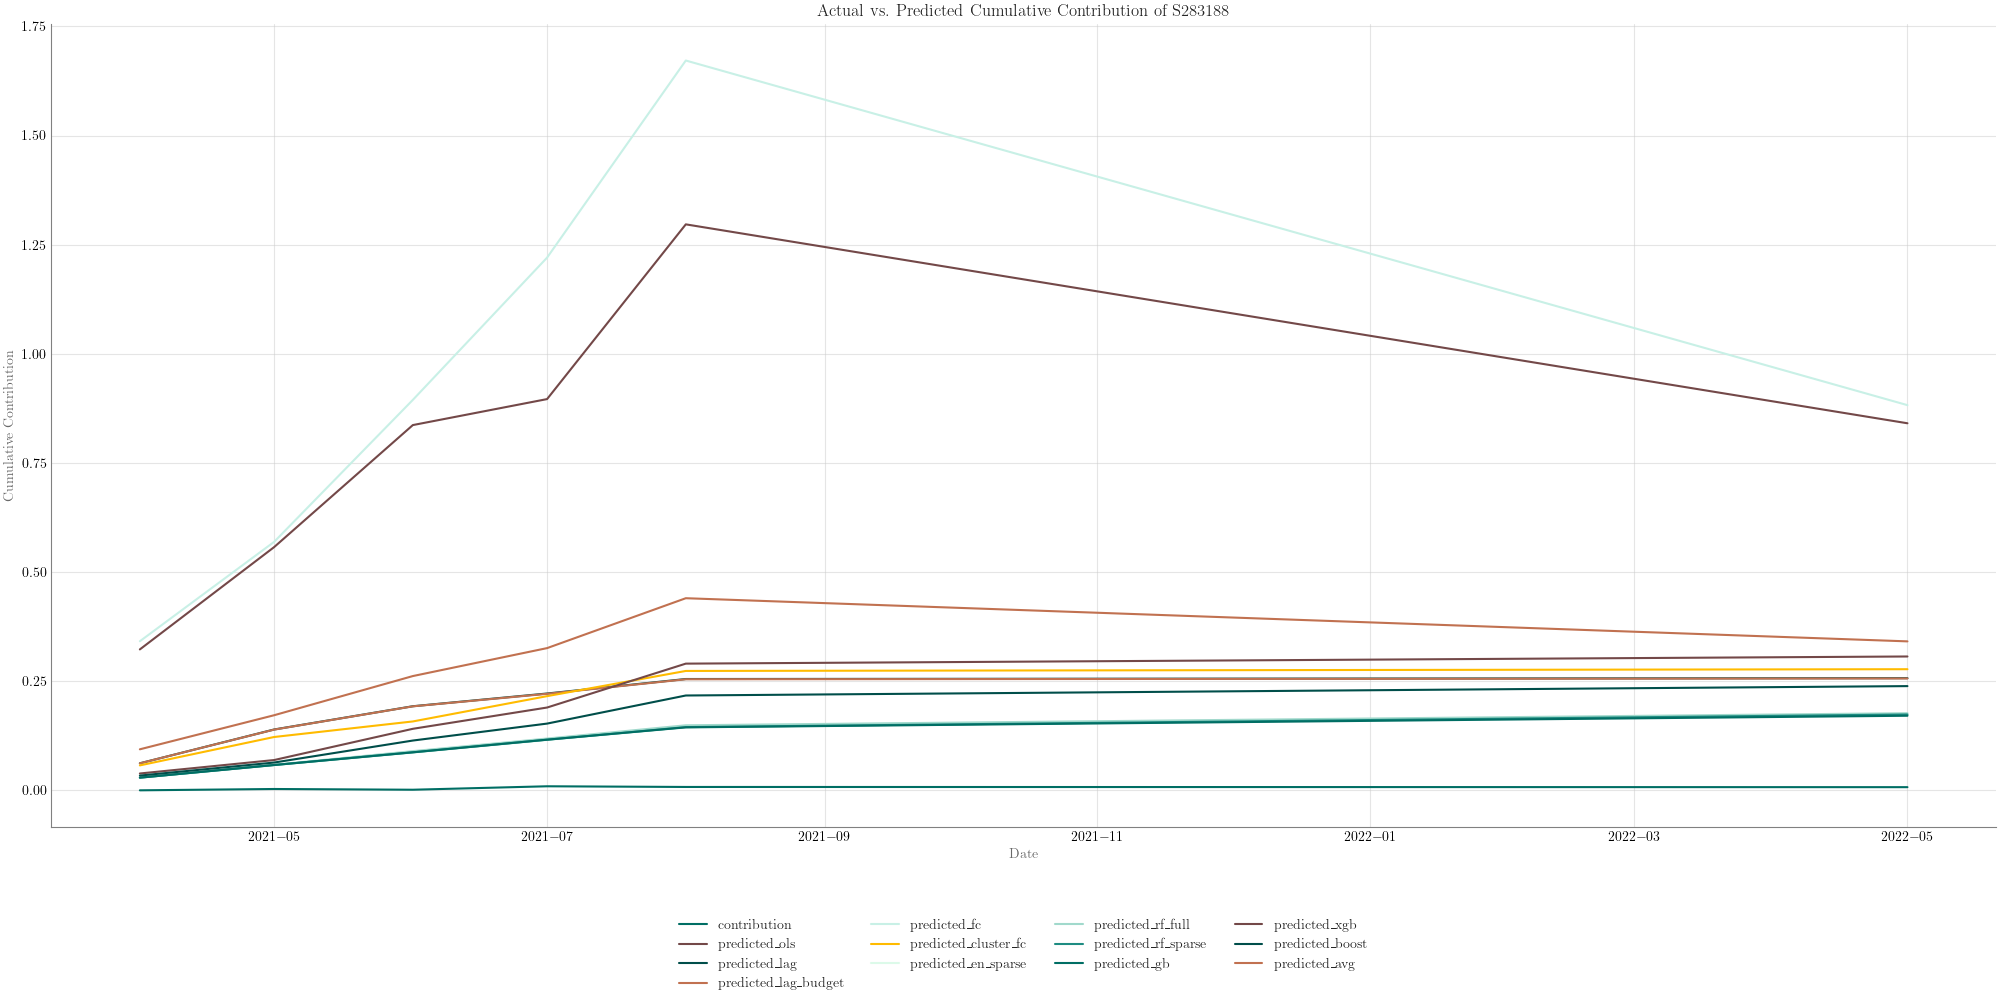 Actual vs. Predicted Cumulative Contribution of S283188
1.75
1.50
1.25
1.00
0.75
0.50
0.25
0.00
Cumulative Contribution
2021−05
2021−07
2021−09
2021−11
2022−01
2022−03
2022−05
Date
contribution
predicted_ols
predicted_lag
predicted_lag_budget
predicted_fc
predicted_cluster_fc
predicted_en_sparse
predicted_rf_full
predicted_rf_sparse
predicted_gb
predicted_xgb
predicted_boost
predicted_avg